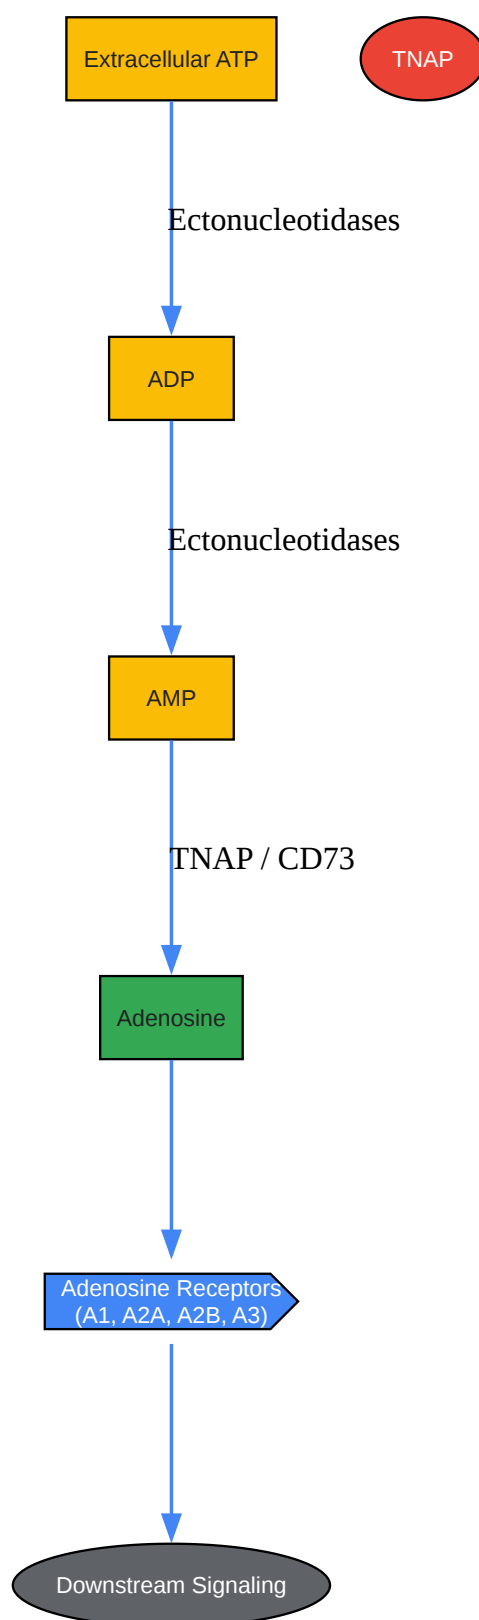 Extracellular ATP
TNAP
Ectonucleotidases
ADP
Ectonucleotidases
AMP
TNAP / CD73
Adenosine
Adenosine Receptors
(A1, A2A, A2B, A3)
Downstream Signaling